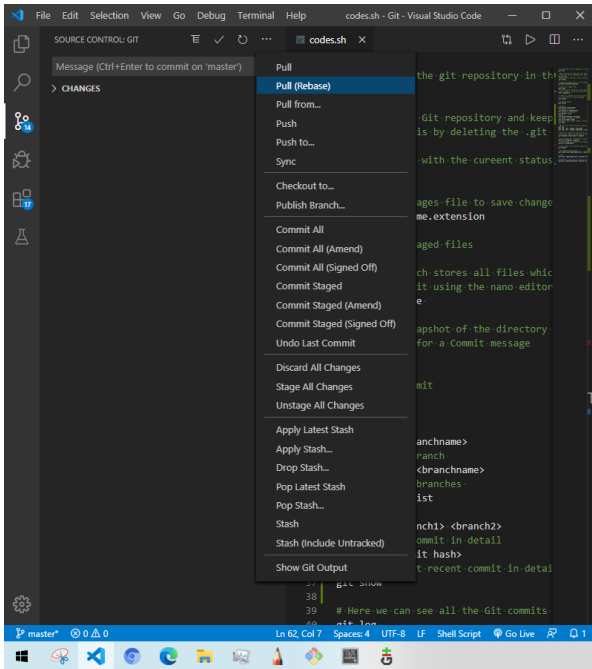 File Edit Selection View Go Debug Terminal Help codes.sh - Git - Visual Studio Code
SOURCE CONTROL: GIT
codes.sh
Message (Ctrl+Enter to commit on 'master')
CHANGES
14
17
Pull
Pull (Rebase)
Pull from...
Push
Push to...
Sync
Checkout to...
Publish Branch...
Commit All
Commit All (Amend)
Commit All (Signed Off)
Commit Staged
Commit Staged (Amend)
Commit Staged (Signed Off)
Undo Last Commit
Discard All Changes
Stage All Changes
Unstage All Changes
Apply Latest Stash
Apply Stash...
Drop Stash...
Pop Latest Stash
Pop Stash...
Stash
Stash (Include Untracked)
Show Git Output
the git repository in th
Git repository and keep
is by deleting the .git
with the cureent status
ages file to save change
me.extension
aged files
ch stores all files whic
it using the nano editor
e
apshot of the directory
for a Commit message
mit
anchname>
ranch
<branchname>
branches
ist
nch1> <branch2>
ommit in detail
it hash>
t recent commit in detai
37 git show
38
39 # Here we can see all the Git commits
40 git log
master* 0 0 Ln 62, Col 7 Spaces: 4 UTF-8 LF Shell Script Go Live 1